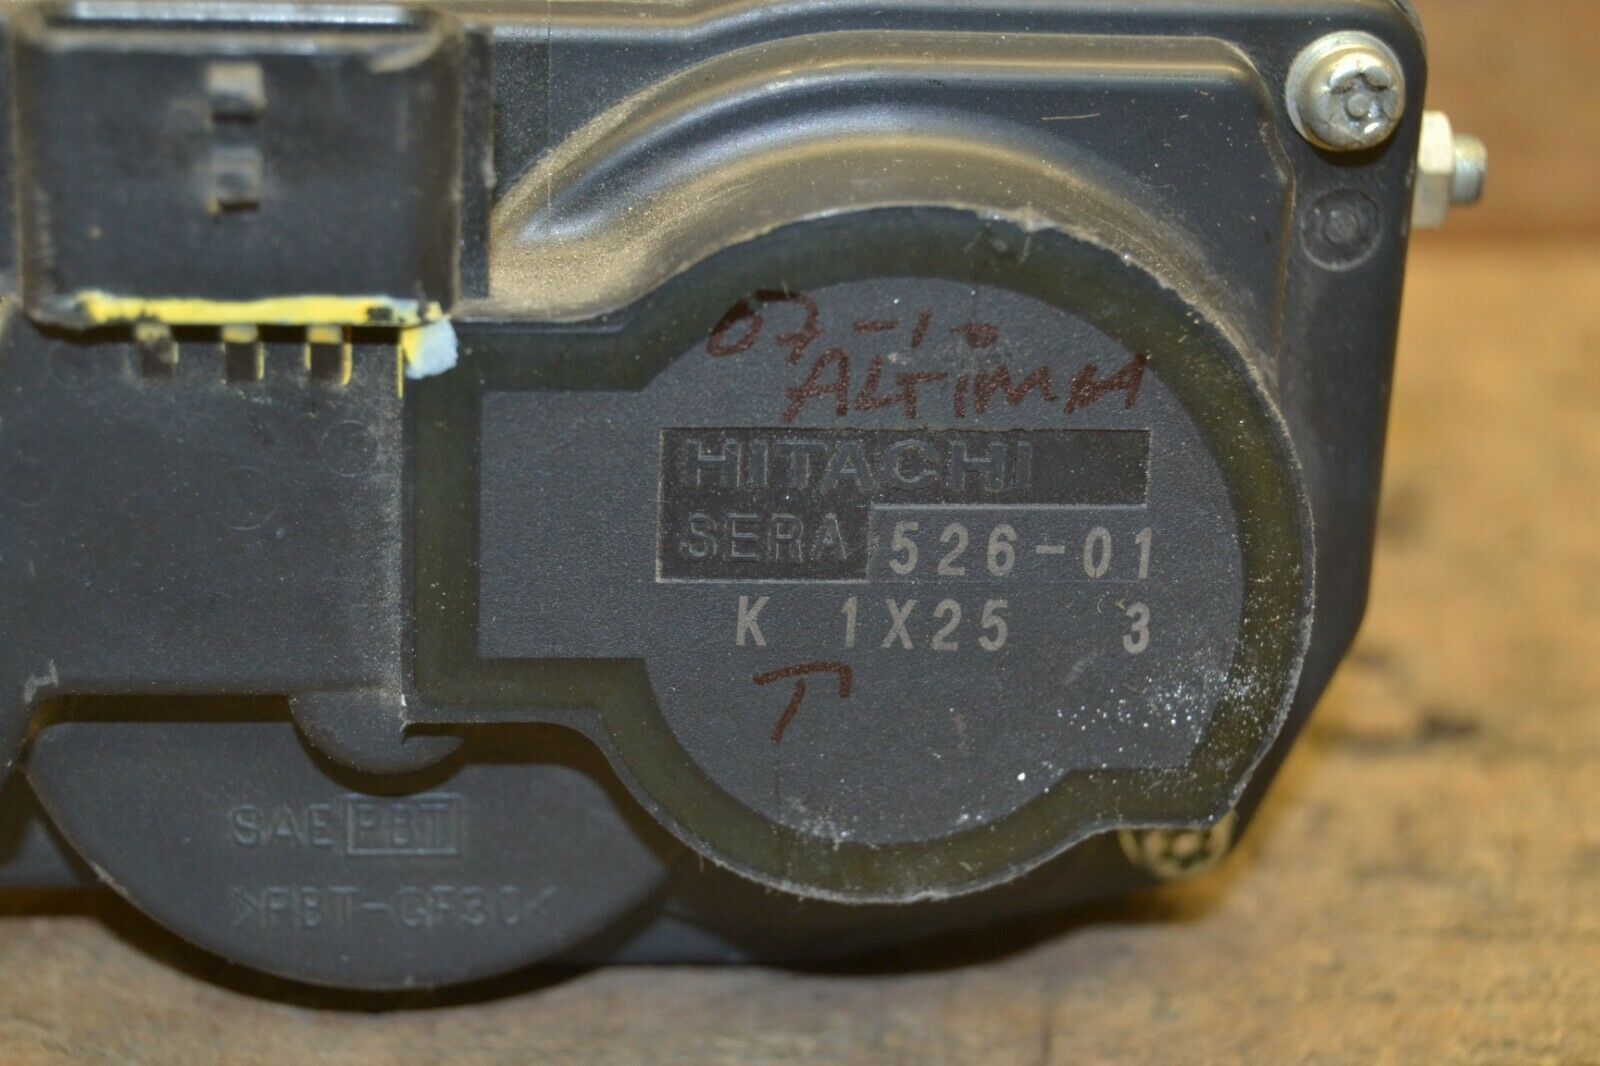 07-10
ALTIMA
HITACHI
SERA 526-01
K 1X25 3
T
SAE PBT
>PBT-GF30<